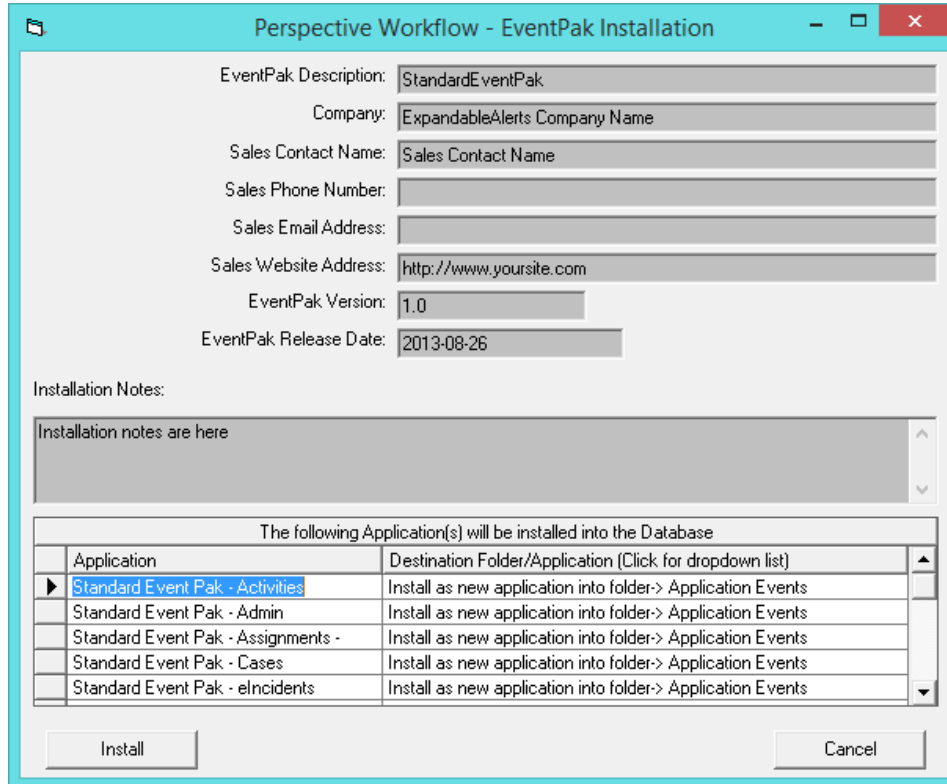 Perspective Workflow - EventPak Installation
EventPak Description: StandardEventPak
Company: ExpandableAlerts Company Name
Sales Contact Name: Sales Contact Name
Sales Phone Number:
Sales Email Address:
Sales Website Address: http://www.yoursite.com
EventPak Version: 1.0
EventPak Release Date: 2013-08-26
Installation Notes:
Installation notes are here
The following Application(s) will be installed into the Database
Application Destination Folder/Application (Click for dropdown list)
Standard Event Pak - Activities Install as new application into folder-> Application Events
Standard Event Pak - Admin Install as new application into folder-> Application Events
Standard Event Pak - Assignments - Install as new application into folder-> Application Events
Standard Event Pak - Cases Install as new application into folder-> Application Events
Standard Event Pak - eIncidents Install as new application into folder-> Application Events
Install Cancel